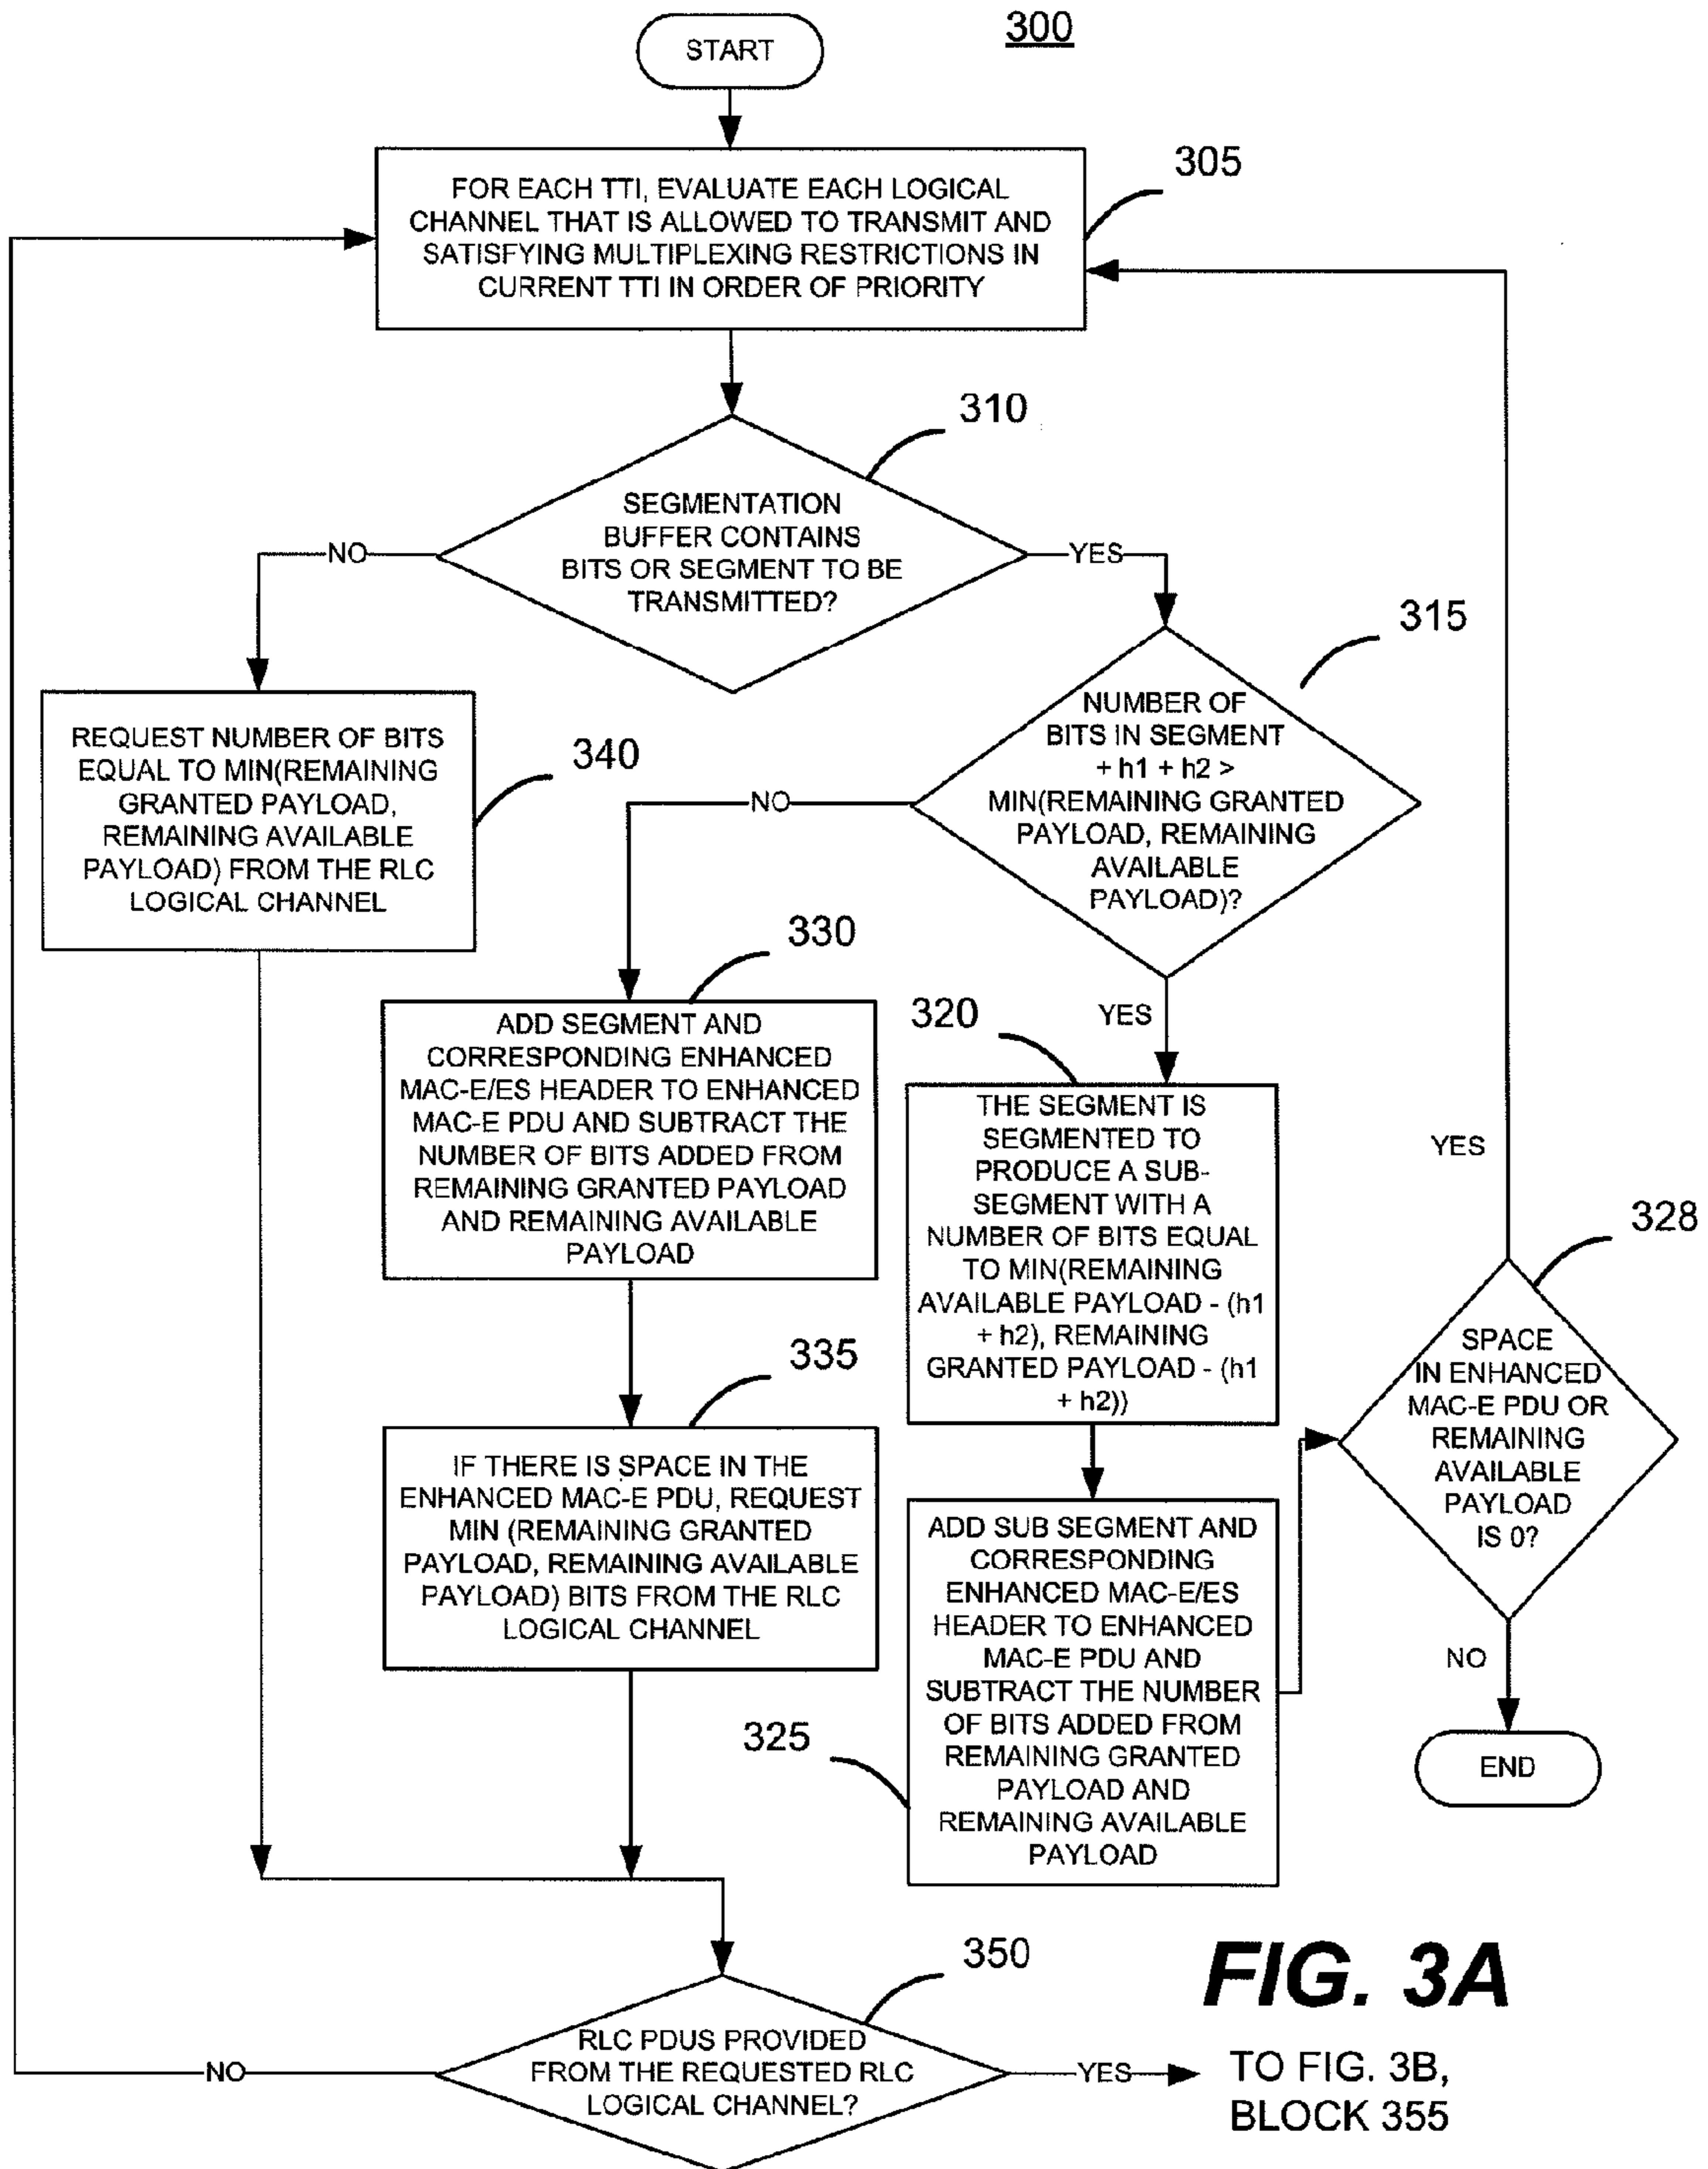 300
START
305
FOR EACH TTI, EVALUATE EACH LOGICAL
CHANNEL THAT IS ALLOWED TO TRANSMIT AND
SATISFYING MULTIPLEXING RESTRICTIONS IN
CURRENT TTI IN ORDER OF PRIORITY
310
SEGMENTATION
BUFFER CONTAINS
BITS OR SEGMENT TO BE
TRANSMITTED?
NO
YES
315
NUMBER OF
BITS IN SEGMENT
+ h1 + h2 >
MIN(REMAINING GRANTED
PAYLOAD, REMAINING
AVAILABLE
PAYLOAD)?
NO
YES
340
REQUEST NUMBER OF BITS
EQUAL TO MIN(REMAINING
GRANTED PAYLOAD,
REMAINING AVAILABLE
PAYLOAD) FROM THE RLC
LOGICAL CHANNEL
330
ADD SEGMENT AND
CORRESPONDING ENHANCED
MAC-E/ES HEADER TO ENHANCED
MAC-E PDU AND SUBTRACT THE
NUMBER OF BITS ADDED FROM
REMAINING GRANTED PAYLOAD
AND REMAINING AVAILABLE
PAYLOAD
320
THE SEGMENT IS
SEGMENTED TO
PRODUCE A SUB-
SEGMENT WITH A
NUMBER OF BITS EQUAL
TO MIN(REMAINING
AVAILABLE PAYLOAD - (h1
+ h2), REMAINING
GRANTED PAYLOAD - (h1
+ h2))
YES
328
SPACE
IN ENHANCED
MAC-E PDU OR
REMAINING
AVAILABLE
PAYLOAD
IS 0?
NO
END
335
IF THERE IS SPACE IN THE
ENHANCED MAC-E PDU, REQUEST
MIN (REMAINING GRANTED
PAYLOAD, REMAINING AVAILABLE
PAYLOAD) BITS FROM THE RLC
LOGICAL CHANNEL
325
ADD SUB SEGMENT AND
CORRESPONDING
ENHANCED MAC-E/ES
HEADER TO ENHANCED
MAC-E PDU AND
SUBTRACT THE NUMBER
OF BITS ADDED FROM
REMAINING GRANTED
PAYLOAD AND
REMAINING AVAILABLE
PAYLOAD
350
RLC PDUS PROVIDED
FROM THE REQUESTED RLC
LOGICAL CHANNEL?
NO
YES
FIG. 3A
TO FIG. 3B,
BLOCK 355